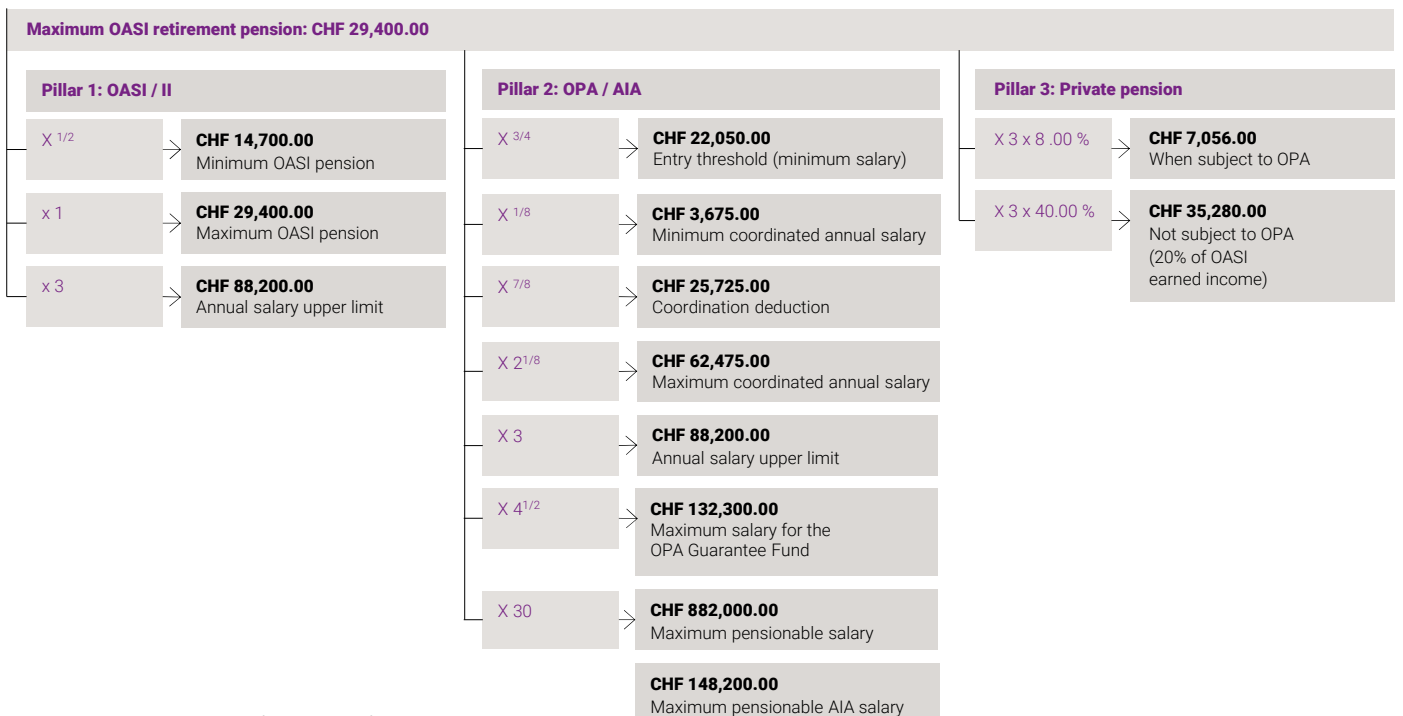 Maximum OASI retirement pension: CHF 29,400.00
Pillar 1: OASI / II
X 1/2
CHF 14,700.00
Minimum OASI pension
x 1
CHF 29,400.00
Maximum OASI pension
x 3
CHF 88,200.00
Annual salary upper limit
Pillar 2: OPA / AIA
X 3/4
CHF 22,050.00
Entry threshold (minimum salary)
X 1/8
CHF 3,675.00
Minimum coordinated annual salary
X 7/8
CHF 25,725.00
Coordination deduction
X 2 1/8
CHF 62,475.00
Maximum coordinated annual salary
X 3
CHF 88,200.00
Annual salary upper limit
X 4 1/2
CHF 132,300.00
Maximum salary for the
OPA Guarantee Fund
X 30
CHF 882,000.00
Maximum pensionable salary
CHF 148,200.00
Maximum pensionable AIA salary
Pillar 3: Private pension
X 3 x 8 .00 %
CHF 7,056.00
When subject to OPA
X 3 x 40.00 %
CHF 35,280.00
Not subject to OPA
(20% of OASI
earned income)